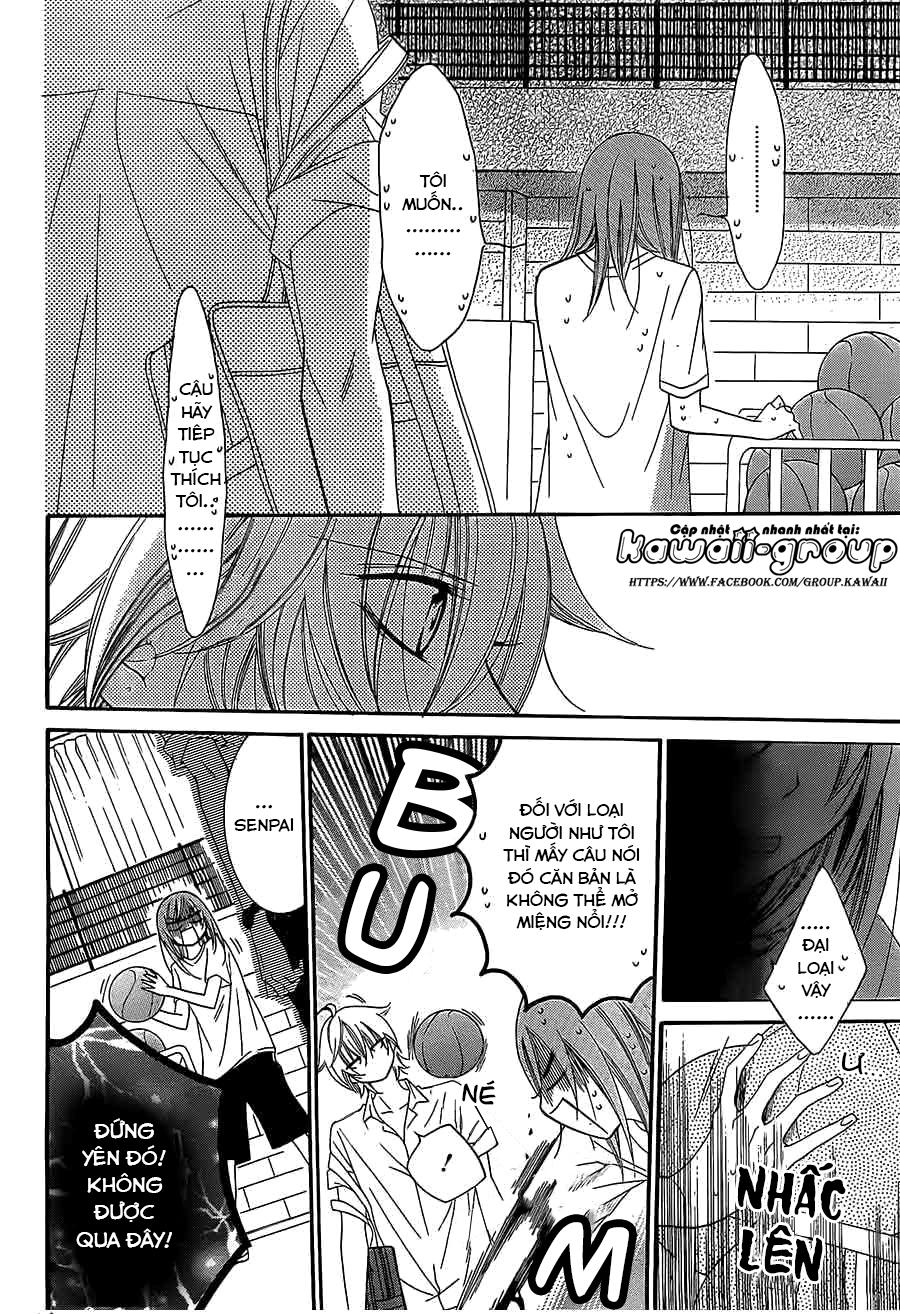 ...........
TÔI
MUỐN..
.........
.......
CẬU
HÃY
TIẾP
TỤC
THÍCH
TÔI..
........
.......
...
Cập nhật nhanh nhất tại:
kawaii-group
HTTPS://WWW.FACEBOOK.COM/GROUP.KAWAII
.....
ĐẠI
LOẠI
VẬY
.....
ĐỐI VỚI LOẠI
NGƯỜI NHƯ TÔI
THÌ MẤY CÂU NÓI
ĐÓ CĂN BẢN LÀ
KHÔNG THỂ MỞ
MIỆNG NỔI!!!
BUM
...
SENPAI
U
NHẤC
LÊN
NÉ
!
ĐỨNG
YÊN ĐÓ!
KHÔNG
ĐƯỢC
QUA ĐÂY!